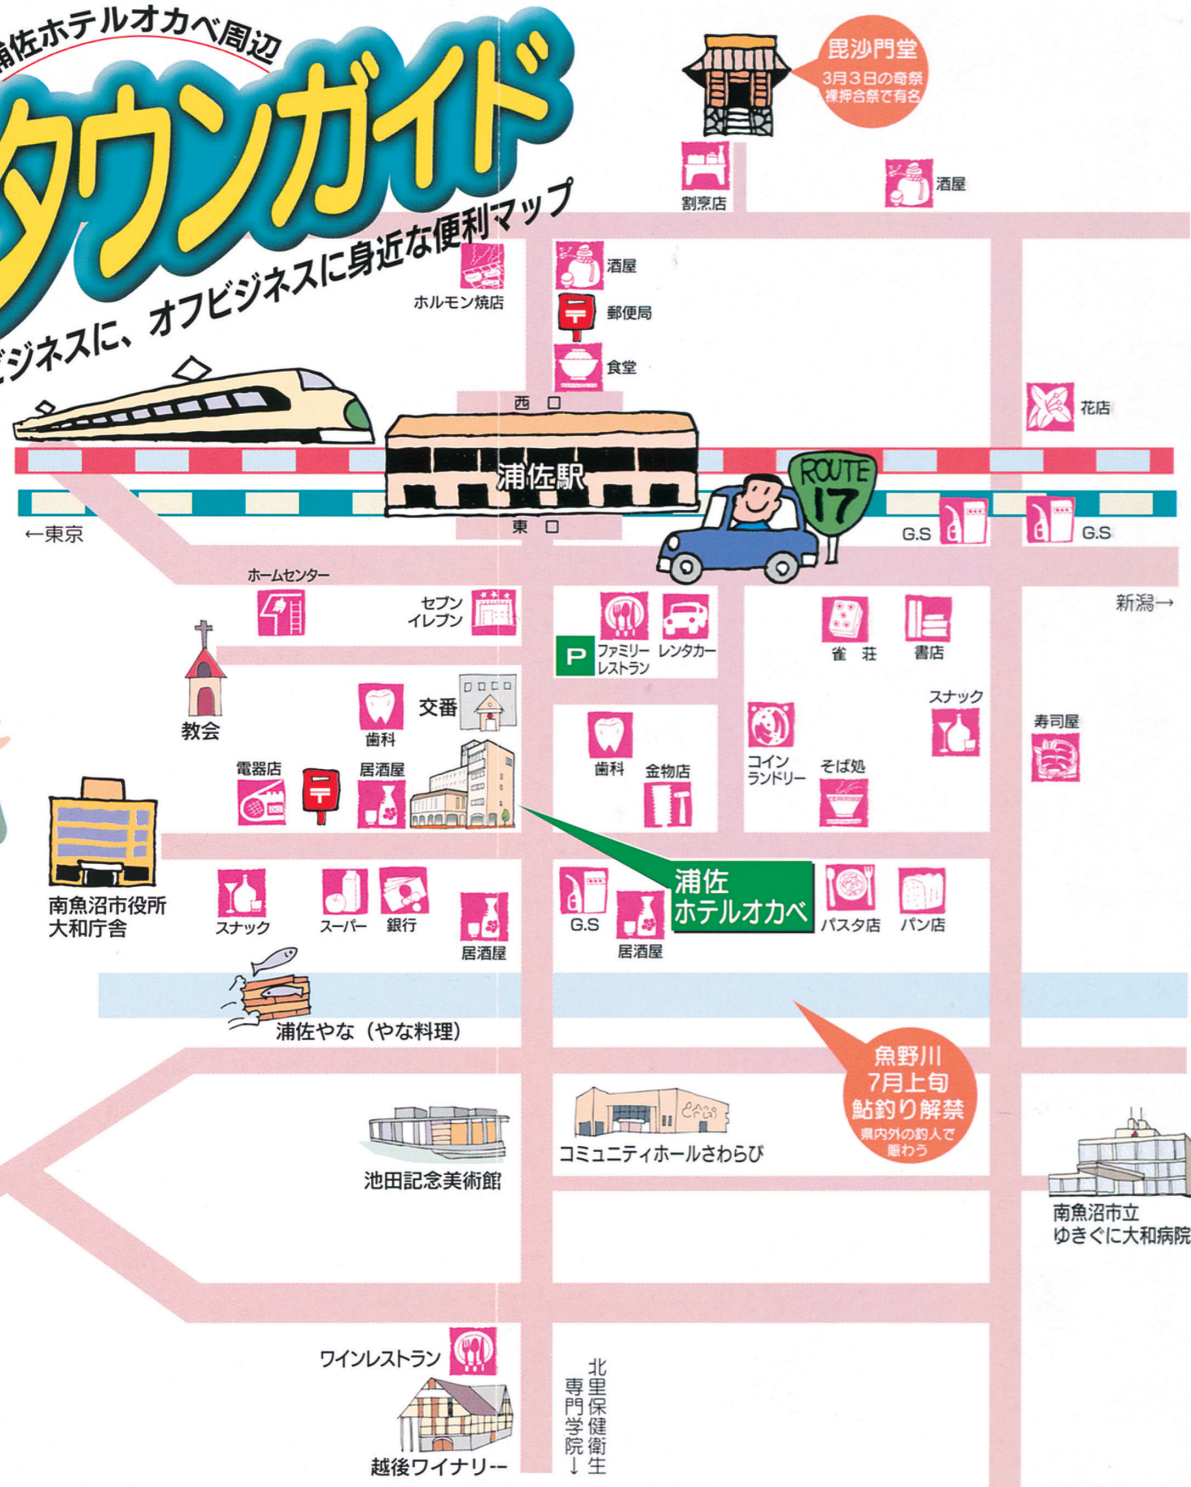 浦佐ホテルオカベ周辺
タウンガイド
ビジネスに、オフビジネスに身近な便利マップ
毘沙門堂
3月3日の奇祭
裸押合祭で有名
割烹店
酒屋
ホルモン焼店
酒屋
郵便局
食堂
花店
西口
浦佐駅
東口
ROUTE
17
←東京
G.S
G.S
新潟→
ホームセンター
セブン
イレブン
P
ファミリー
レストラン
レンタカー
雀荘
書店
教会
歯科
交番
歯科
金物店
コイン
ランドリー
そば処
スナック
寿司屋
電器店
居酒屋
浦佐
ホテルオカベ
南魚沼市役所
大和庁舎
スナック
スーパー
銀行
居酒屋
G.S
居酒屋
パスタ店
パン店
浦佐やな（やな料理）
魚野川
7月上旬
鮎釣り解禁
県内外の釣人で
賑わう
池田記念美術館
コミュニティホールさわらび
南魚沼市立
ゆきぐに大和病院
ワインレストラン
越後ワイナリー
北里保健衛生
専門学院↓